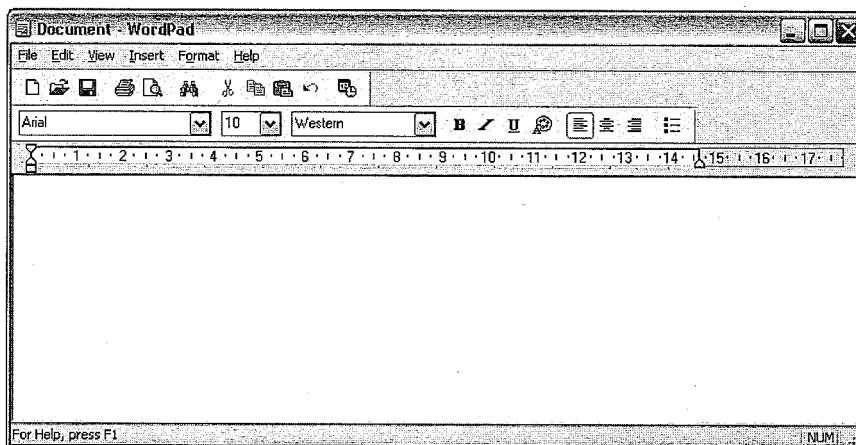 Document - WordPad
File Edit View Insert Format Help
Arial 10 Western B I U
1 2 3 4 5 6 7 8 9 10 11 12 13 14 15 16 17
For Help, press F1 NUM